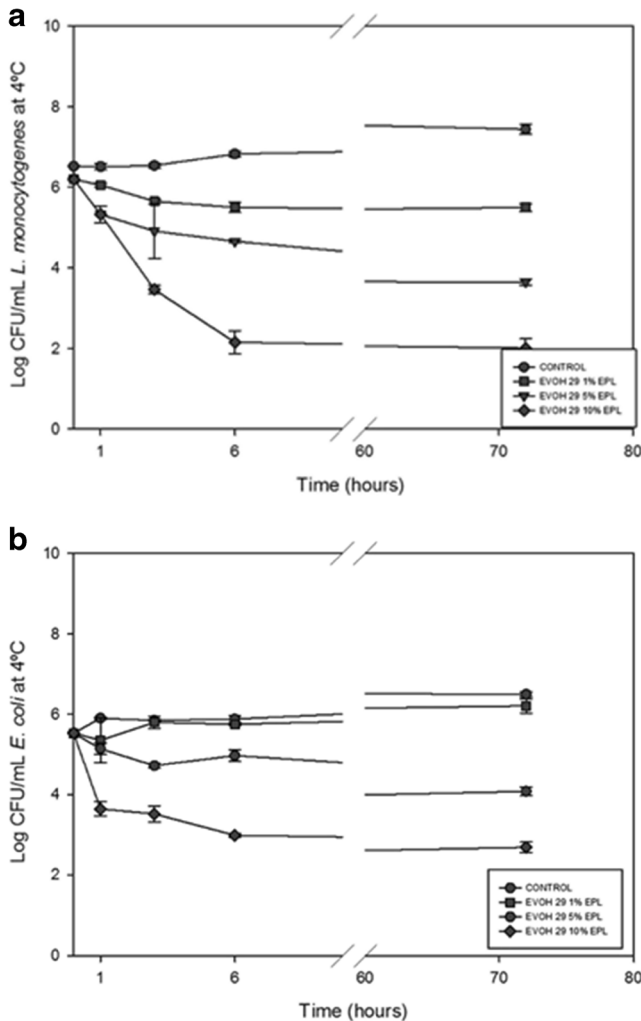 a
Log CFU/mL L. monocytogenes at 4ºC
10
8
6
4
2
0
1
6
60
70
80
Time (hours)
CONTROL
EVOH 29 1% EPL
EVOH 29 5% EPL
EVOH 29 10% EPL
b
Log CFU/mL E. coli at 4ºC
10
8
6
4
2
0
1
6
60
70
80
Time (hours)
CONTROL
EVOH 29 1% EPL
EVOH 29 5% EPL
EVOH 29 10% EPL